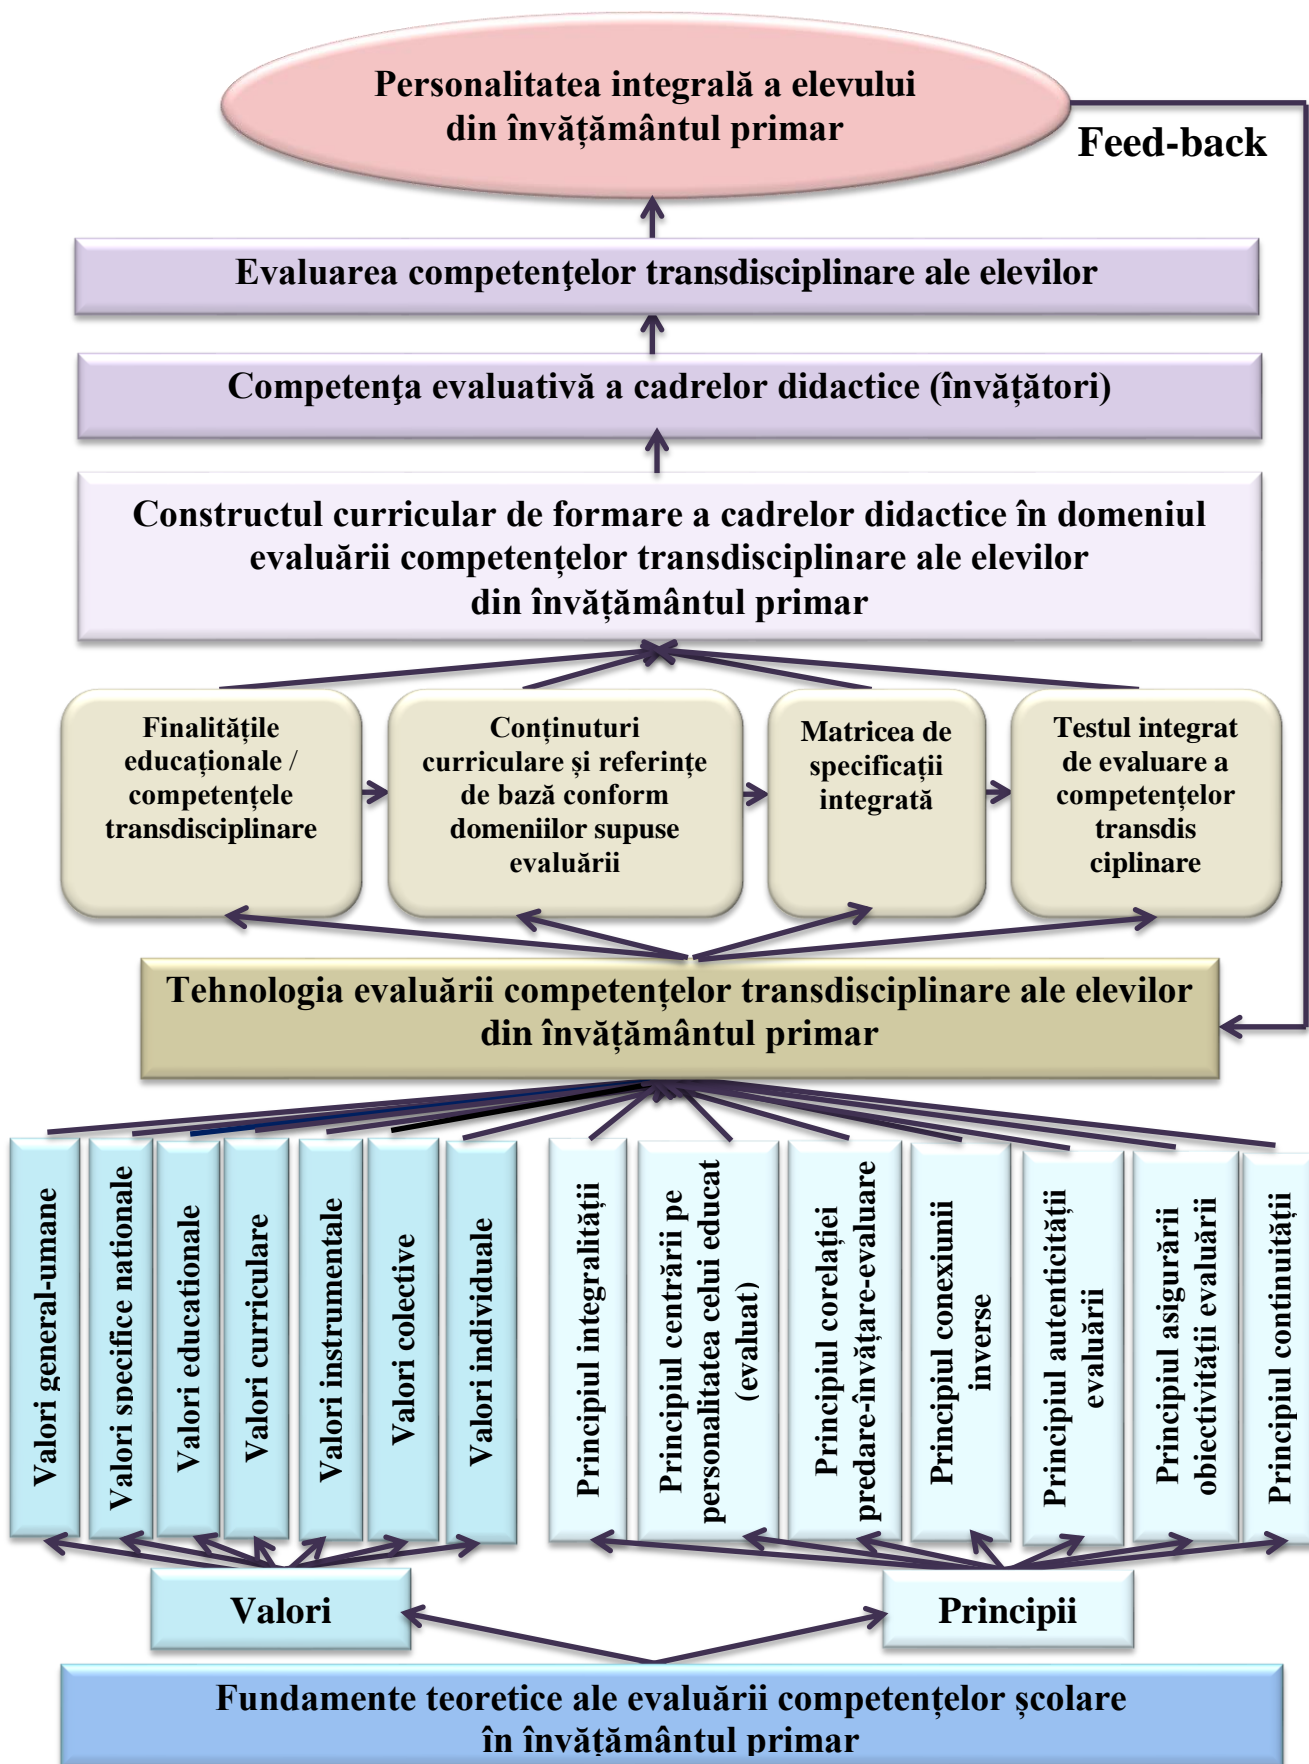 Personalitatea integrală a elevului
din învățământul primar
Feed-back
Evaluarea competenţelor transdisciplinare ale elevilor
Competenţa evaluativă a cadrelor didactice (învățători)
Constructul curricular de formare a cadrelor didactice în domeniul
evaluării competențelor transdisciplinare ale elevilor
din învățământul primar
Finalitățile
educaționale /
competențele
transdisciplinare
Conținuturi
curriculare și referințe
de bază conform
domeniilor supuse
evaluării
Matricea de
specificații
integrată
Testul integrat
de evaluare a
competențelor
transdis
ciplinare
Tehnologia evaluării competențelor transdisciplinare ale elevilor
din învățământul primar
Valori general-umane
Valori specifice nationale
Valori educationale
Valori curriculare
Valori instrumentale
Valori colective
Valori individuale
Principiul integralității
Principiul centrării pe
personalitatea celui educat
(evaluat)
Principiul corelației
predare-învățare-evaluare
Principiul conexiunii
inverse
Principiul autenticității
evaluării
Principiul asigurării
obiectivității evaluării
Principiul continuității
Valori
Principii
Fundamente teoretice ale evaluării competențelor școlare
în învățământul primar